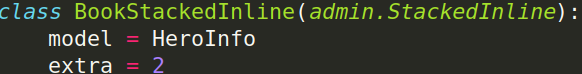 class BookStackedInline(admin.StackedInline):
    model = HeroInfo
    extra = 2